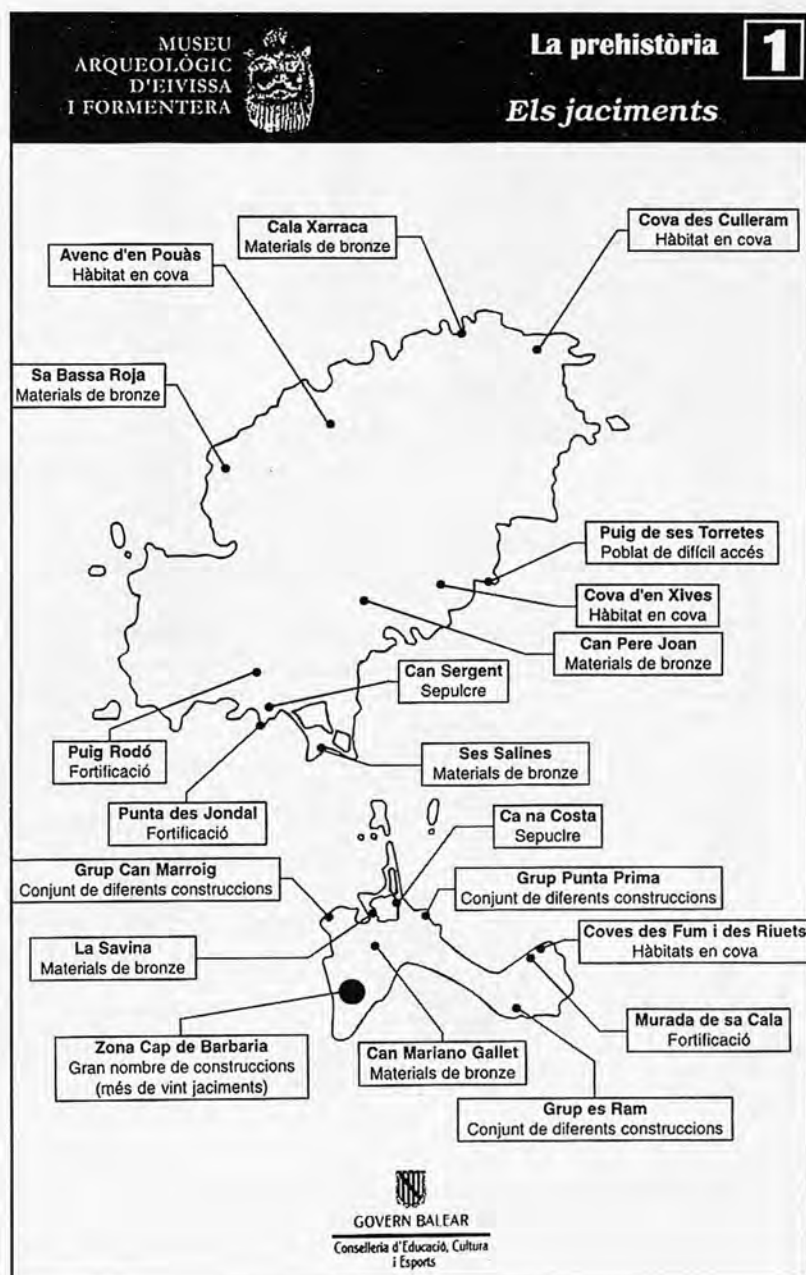 MUSEU
ARQUEOLÒGIC
D'EIVISSA
I FORMENTERA
La prehistòria
1
Els jaciments
Cala Xarraca
Materials de bronze
Cova des Culleram
Hàbitat en cova
Avenc d'en Pouàs
Hàbitat en cova
Sa Bassa Roja
Materials de bronze
Puig de ses Torretes
Poblat de difícil accés
Cova d'en Xives
Hàbitat en cova
Can Pere Joan
Materials de bronze
Can Sergent
Sepulcre
Puig Rodó
Fortificació
Ses Salines
Materials de bronze
Punta des Jondal
Fortificació
Ca na Costa
Sepuclre
Grup Can Marroig
Conjunt de diferents construccions
Grup Punta Prima
Conjunt de diferents construccions
Coves des Fum i des Riuets
Hàbitats en cova
La Savina
Materials de bronze
Murada de sa Cala
Fortificació
Zona Cap de Barbaria
Gran nombre de construccions
(més de vint jaciments)
Can Mariano Gallet
Materials de bronze
Grup es Ram
Conjunt de diferents construccions
GOVERN BALEAR
Conselleria d'Educació, Cultura
i Esports